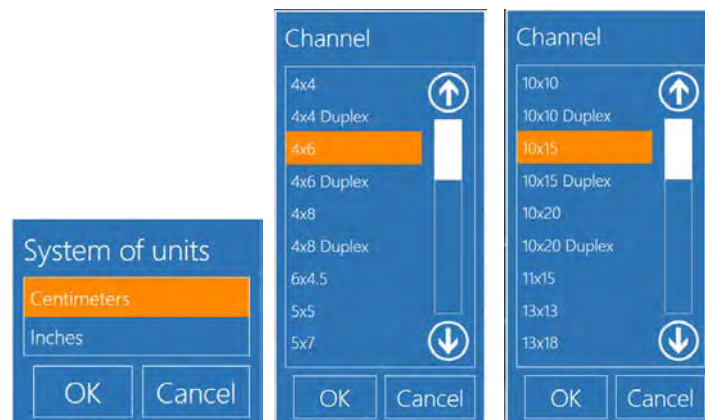 System of units
Centimeters
Inches
OK
Cancel
Channel
4x4
4x4 Duplex
4x6
4x6 Duplex
4x8
4x8 Duplex
6x4.5
5x5
5x7
OK
Cancel
Channel
10x10
10x10 Duplex
10x15
10x15 Duplex
10x20
10x20 Duplex
11x15
13x13
13x18
OK
Cancel